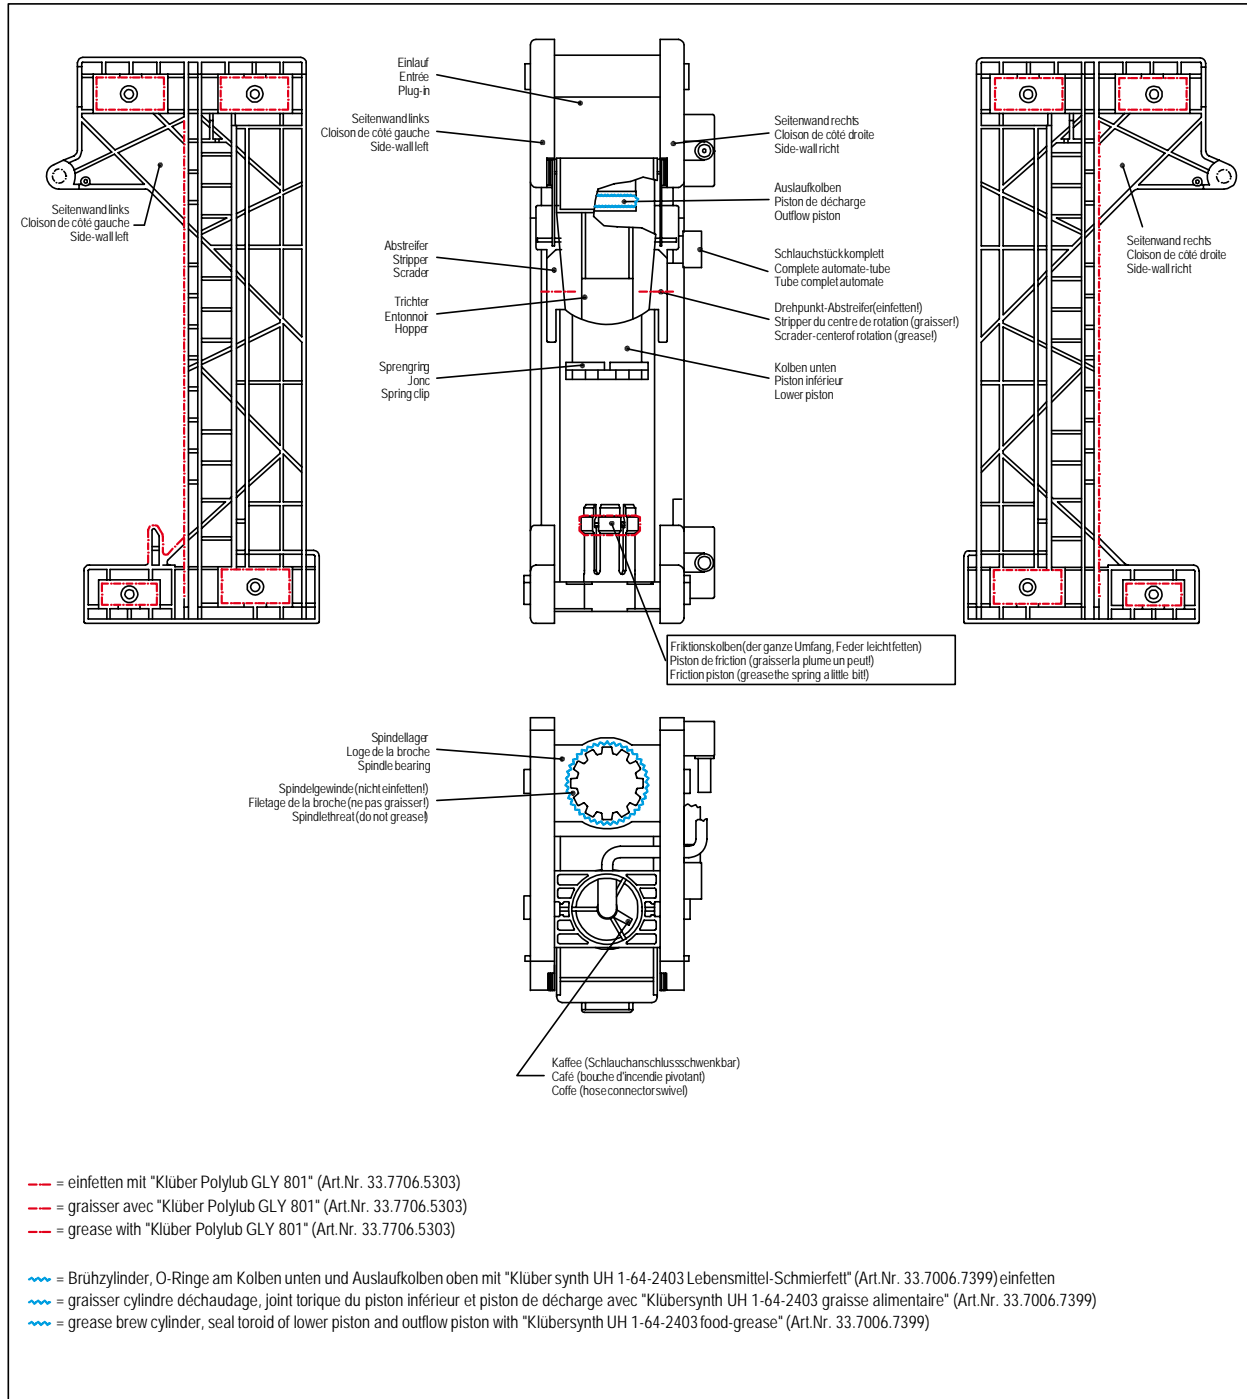 Einlauf
Entrée
Plug-in
Seitenwand links
Cloison de côté gauche
Side-wall left
Seitenwand rechts
Cloison de côté droite
Side-wall richt
Auslaufkolben
Piston de décharge
Outflow piston
Seitenwand links
Cloison de côté gauche
Side-wall left
Seitenwand rechts
Cloison de côté droite
Side-wall richt
Abstreifer
Stripper
Scrader
Schlauchstück komplett
Complete automate-tube
Tube complet automate
Trichter
Entonnoir
Hopper
Drehpunkt-Abstreifer (einfetten!)
Stripper du centre de rotation (graisser!)
Scrader-center of rotation (grease!)
Sprengring
Jonc
Spring clip
Kolben unten
Piston inférieur
Lower piston
Friktionskolben (der ganze Umfang, Feder leicht fetten)
Piston de friction (graisser la plume un peut!)
Friction piston (grease the spring a little bit!)
Spindellager
Loge de la broche
Spindle bearing
Spindelgewinde (nicht einfetten!)
Filetage de la broche (ne pas graisser!)
Spindlethreat (do not grease!)
Kaffee (Schlauchanschlussschwenkbar)
Café (bouche d'incendie pivotant)
Coffe (hose connector swivel)
= einfetten mit "Klüber Polylub GLY 801" (Art.Nr. 33.7706.5303)
= graisser avec "Klüber Polylub GLY 801" (Art.Nr. 33.7706.5303)
= grease with "Klüber Polylub GLY 801" (Art.Nr. 33.7706.5303)
= Brühzylinder, O-Ringe am Kolben unten und Auslaufkolben oben mit "Klüber synth UH 1-64-2403 Lebensmittel-Schmierfett" (Art.Nr. 33.7006.7399) einfetten
= graisser cylindre déchaudage, joint torique du piston inférieur et piston de décharge avec "Klübersynth UH 1-64-2403 graisse alimentaire" (Art.Nr. 33.7006.7399)
= grease brew cylinder, seal toroid of lower piston and outflow piston with "Klübersynth UH 1-64-2403 food-grease" (Art.Nr. 33.7006.7399)